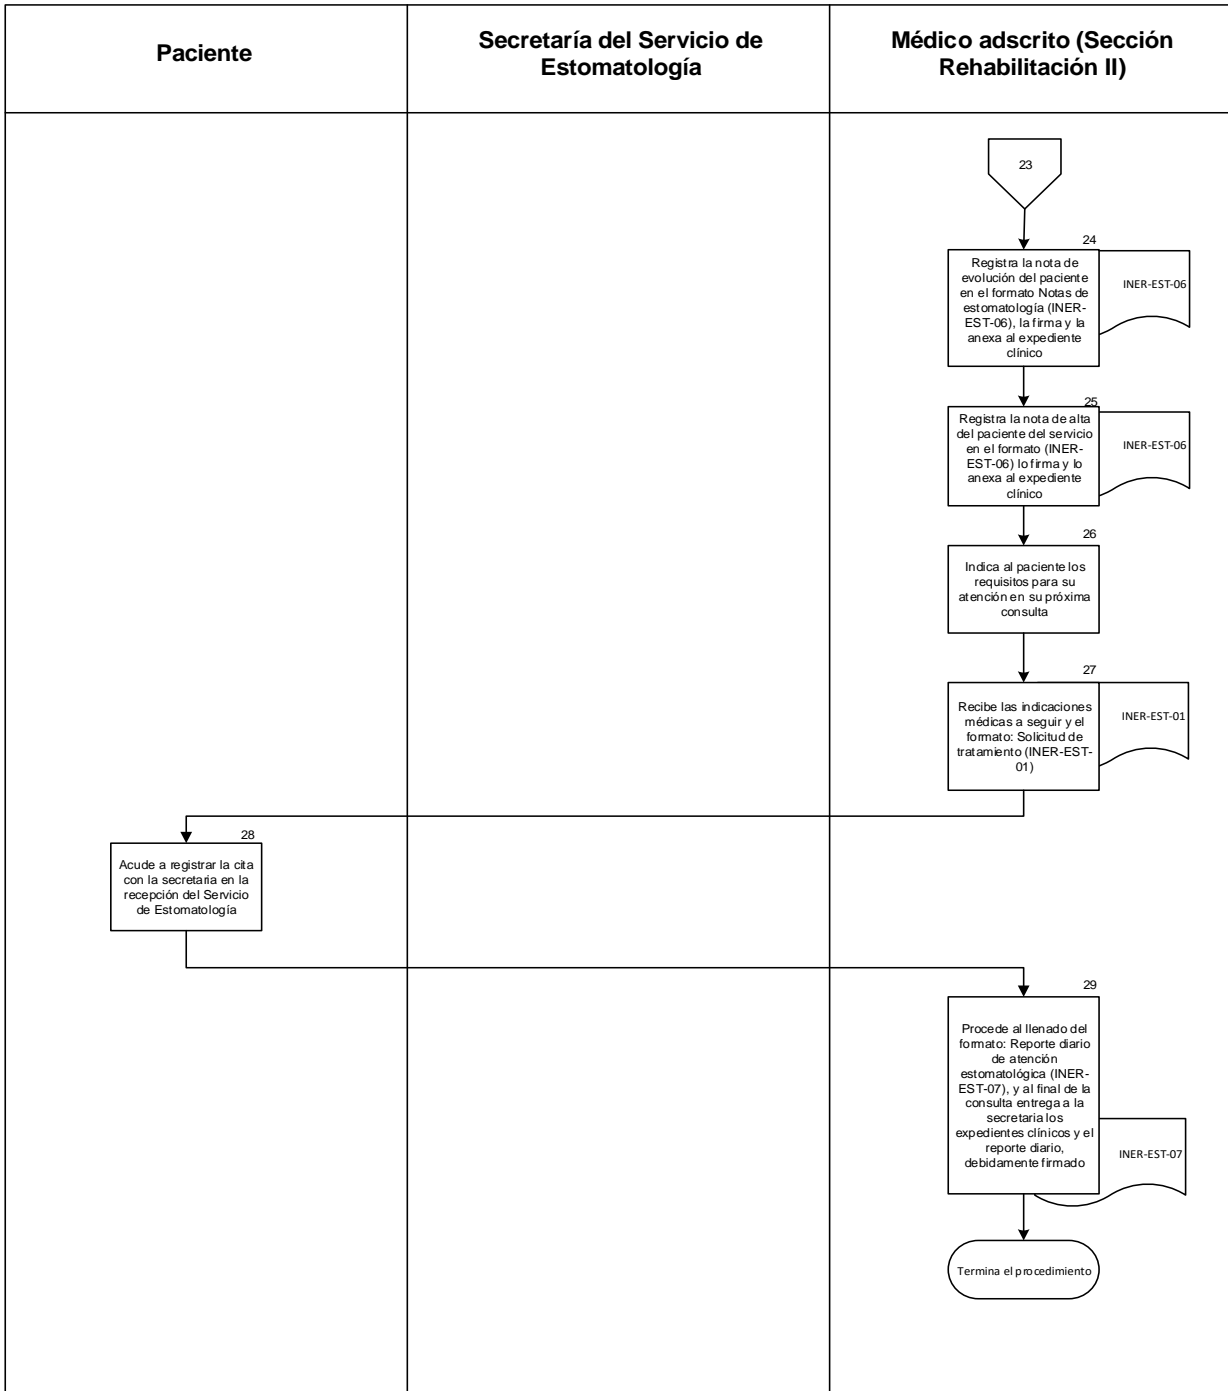 Paciente
Secretaría del Servicio de
Estomatología
Médico adscrito (Sección
Rehabilitación II)
23
24
Registra la nota de
evolución del paciente
en el formato Notas de
estomatología (INER-
EST-06), la firma y la
anexa al expediente
clínico
INER-EST-06
25
Registra la nota de alta
del paciente del servicio
en el formato (INER-
EST-06) lo firma y lo
anexa al expediente
clínico
INER-EST-06
26
Indica al paciente los
requisitos para su
atención en su próxima
consulta
27
Recibe las indicaciones
médicas a seguir y el
formato: Solicitud de
tratamiento (INER-EST-
01)
INER-EST-01
28
Acude a registrar la cita
con la secretaria en la
recepción del Servicio
de Estomatología
29
Procede al llenado del
formato: Reporte diario
de atención
estomatológica (INER-
EST-07), y al final de la
consulta entrega a la
secretaria los
expedientes clínicos y el
reporte diario,
debidamente firmado
INER-EST-07
Termina el procedimiento